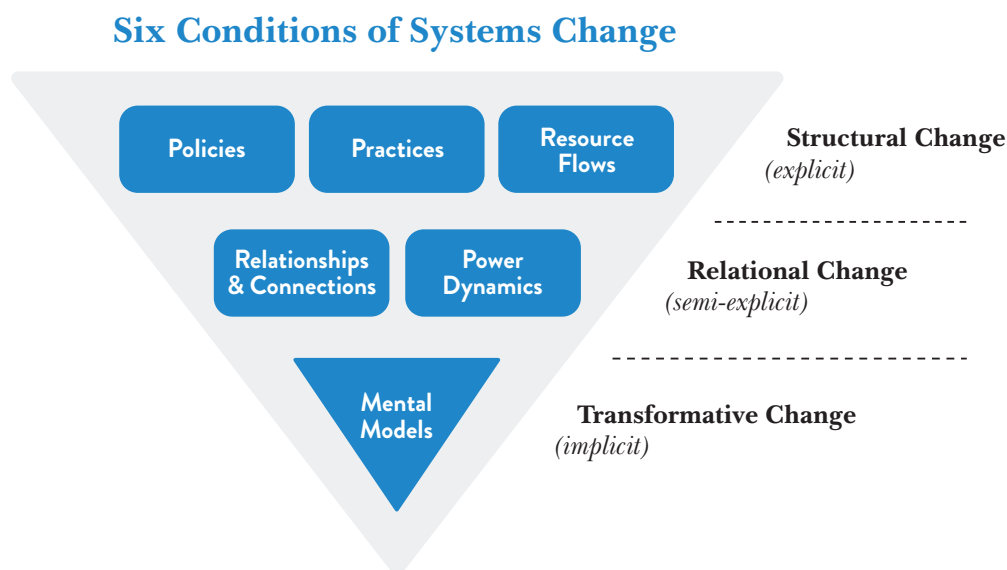 Six Conditions of Systems Change
Policies
Practices
Resource
Flows
Structural Change
(explicit)
Relationships
& Connections
Power
Dynamics
Relational Change
(semi-explicit)
Mental
Models
Transformative Change
(implicit)